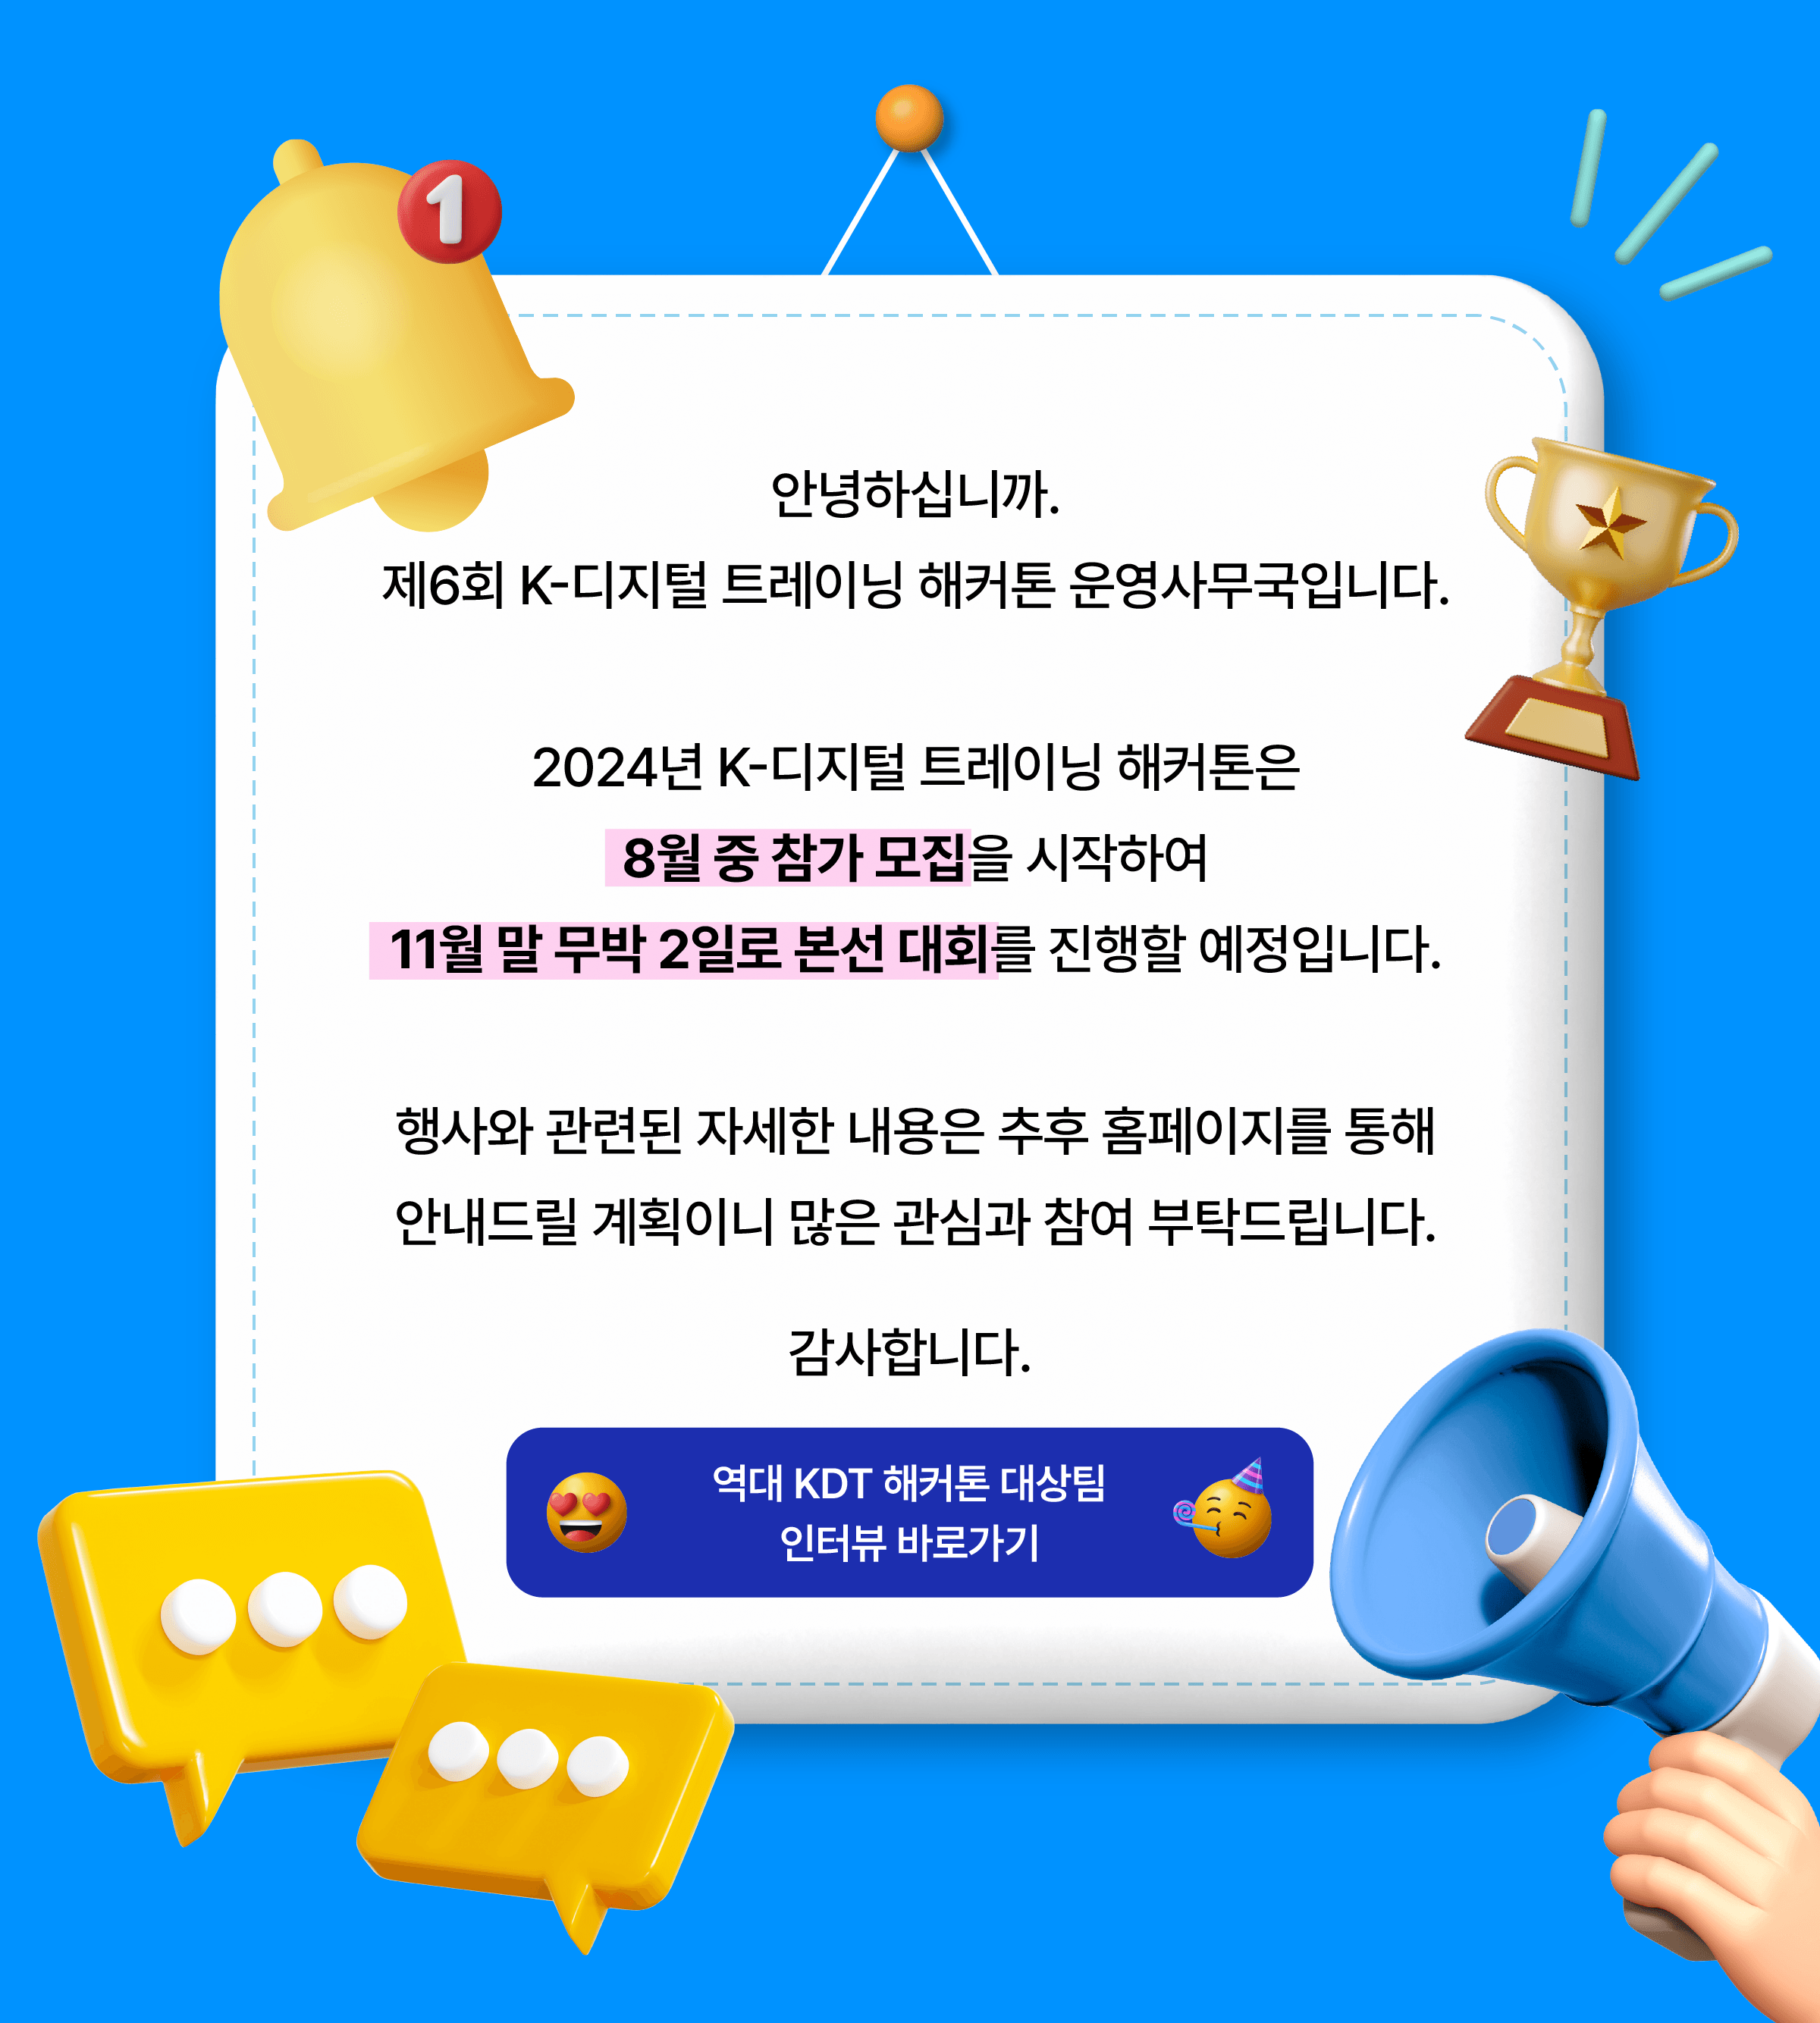 1
안녕하십니까.
제6회 K-디지털 트레이닝 해커톤 운영사무국입니다.
2024년 K-디지털 트레이닝 해커톤은
8월 중 참가 모집을 시작하여
11월 말 무박 2일로 본선 대회를 진행할 예정입니다.
행사와 관련된 자세한 내용은 추후 홈페이지를 통해
안내드릴 계획이니 많은 관심과 참여 부탁드립니다.
감사합니다.
역대 KDT 해커톤 대상팀
인터뷰 바로가기